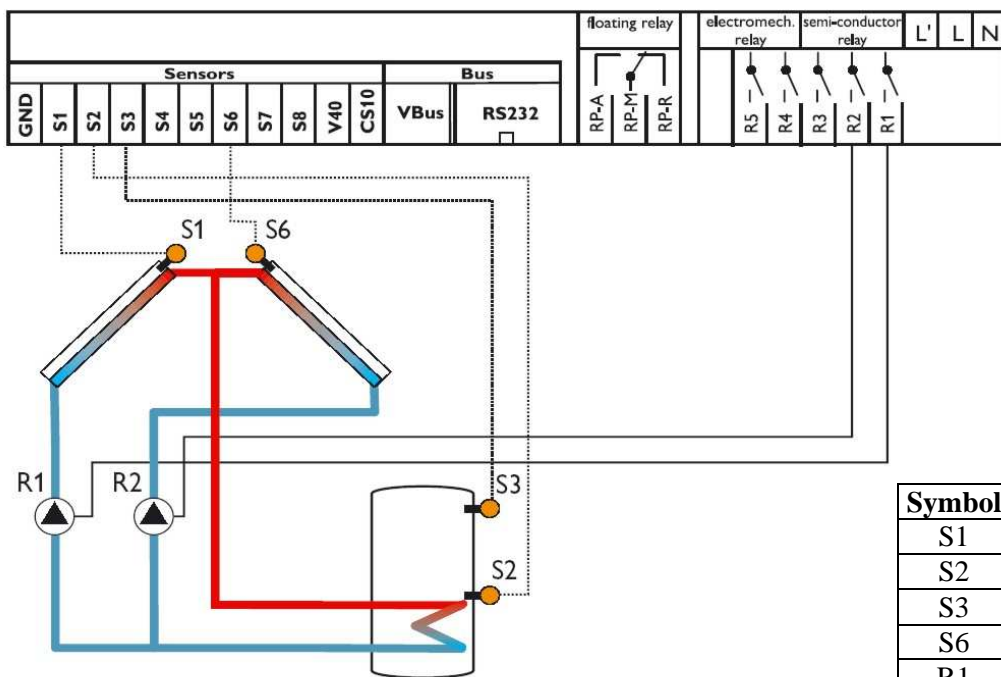 floating relay
electromech. relay
semi-conductor relay
L' L N
Sensors
Bus
GND S1 S2 S3 S4 S5 S6 S7 S8 V40 CS10
VBus
RS232
RP-A RP-M RP-R
R5 R4 R3 R2 R1
S1 S6
R1 R2
S3
S2
Symbol
S1
S2
S3
S6
R1